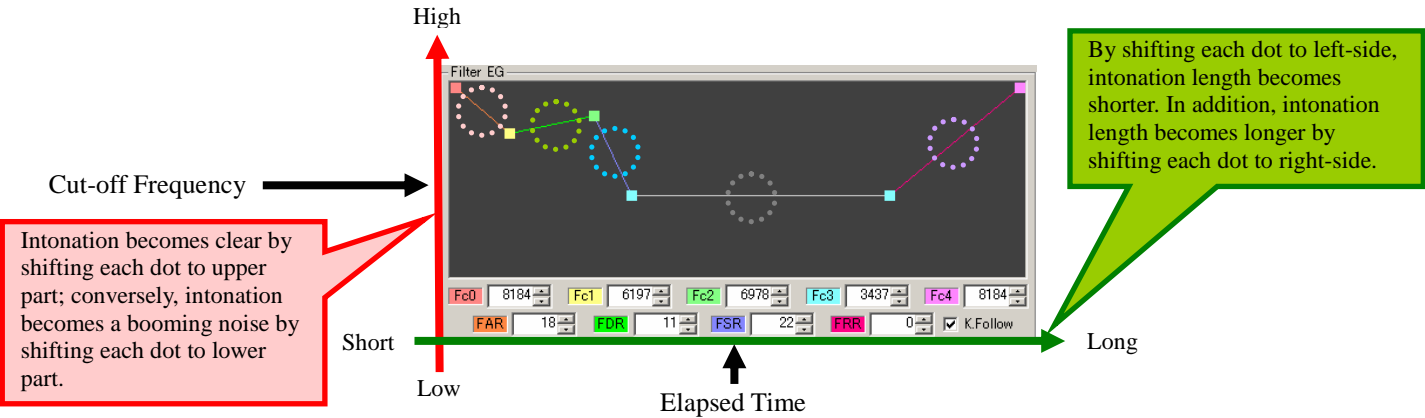 High
By shifting each dot to left-side,
intonation length becomes
shorter. In addition, intonation
length becomes longer by
shifting each dot to right-side.
Filter EG
Cut-off Frequency
Intonation becomes clear by
shifting each dot to upper
part; conversely, intonation
becomes a booming noise by
shifting each dot to lower
part.
Fc0 8184 Fc1 6197 Fc2 6978 Fc3 3437 Fc4 8184
FAR 18 FDR 11 FSR 22 FRR 0 K.Follow
Short
Long
Low
Elapsed Time